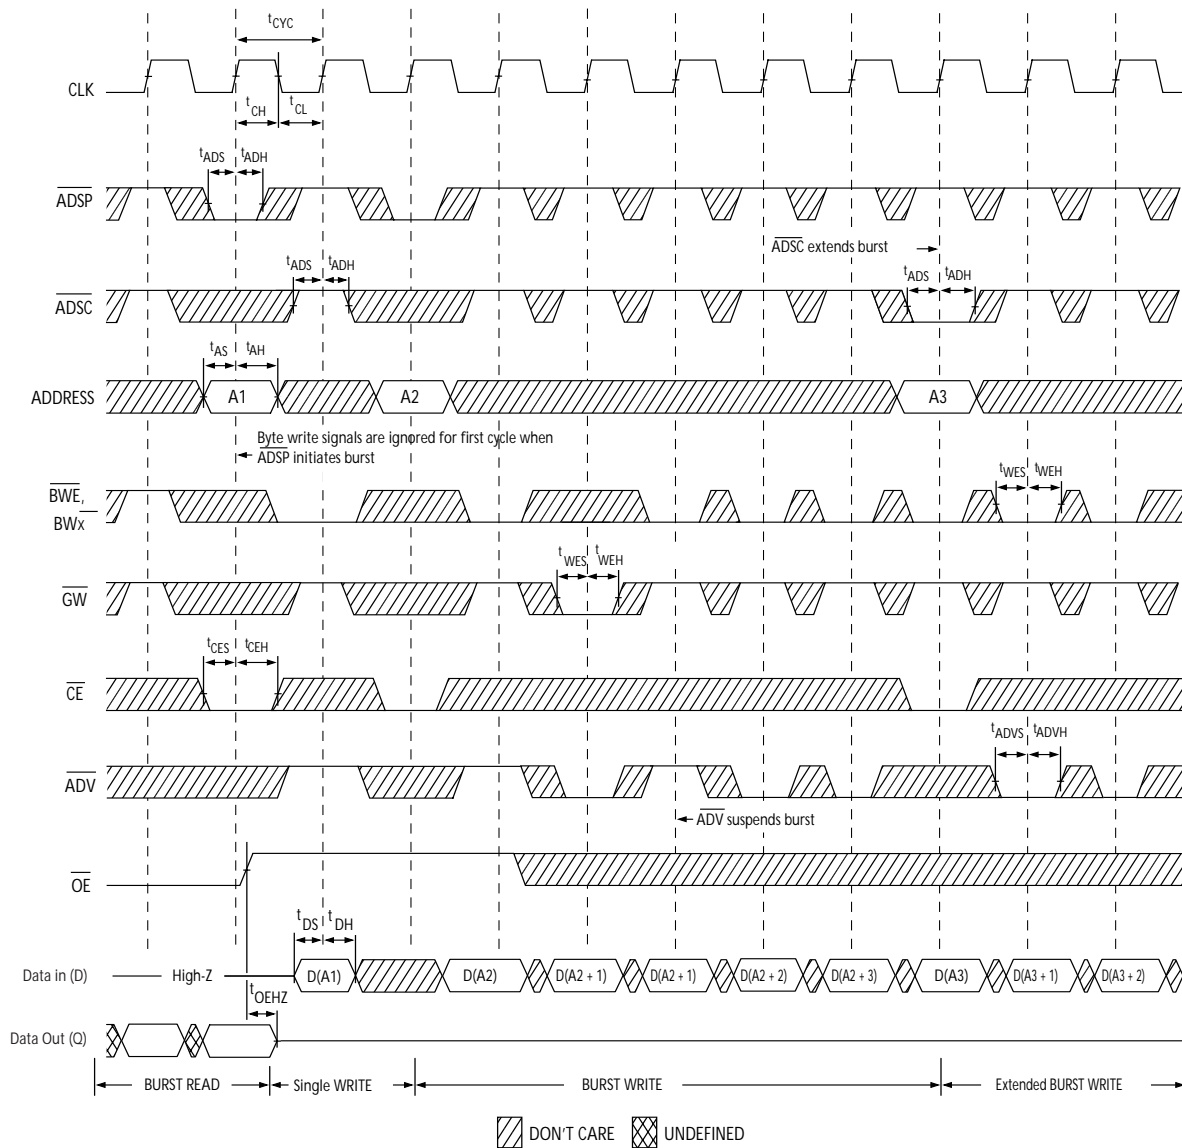 tCYC
CLK
tCH
tCL
tADS
tADH
ADSP
ADSC extends burst
tADS
tADH
tADS
tADH
ADSC
tAS
tAH
ADDRESS
A1
A2
A3
Byte write signals are ignored for first cycle when
ADSP initiates burst
tWES
tWEH
BWE,
BWX
tWES
tWEH
GW
tCES
tCEH
CE
tADVS
tADVH
ADV
ADV suspends burst
OE
tDS
tDH
Data in (D)
High-Z
D(A1)
D(A2)
D(A2 + 1)
D(A2 + 1)
D(A2 + 2)
D(A2 + 3)
D(A3)
D(A3 + 1)
D(A3 + 2)
tOEHZ
Data Out (Q)
BURST READ
Single WRITE
BURST WRITE
Extended BURST WRITE
DON'T CARE
UNDEFINED